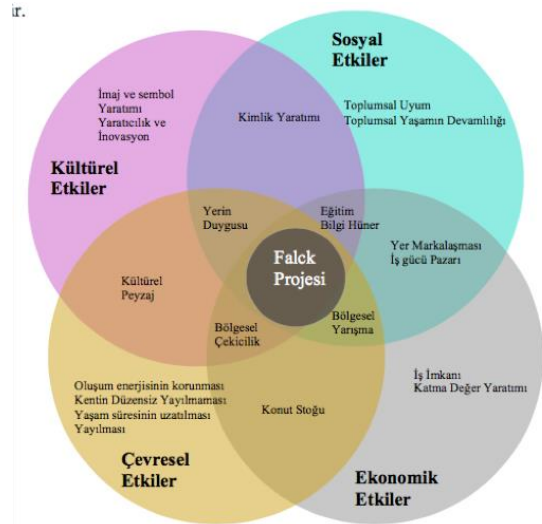 ır.
Sosyal
Etkiler
İmaj ve sembol
Yaratımı
Yaratıcılık ve
İnovasyon
Kimlik Yaratımı
Toplumsal Uyum
Toplumsal Yaşamın Devamlılığı
Kültürel
Etkiler
Yerin
Duygusu
Eğitim
Bilgi Hüner
Yer Markalaşması
İş gücü Pazarı
Falck
Projesi
Kültürel
Peyzaj
Bölgesel
Çekicilik
Bölgesel
Yarışma
Oluşum enerjisinin korunması
Kentin Düzensiz Yayılmaması
Yaşam süresinin uzatılması
Yayılması
Konut Stoğu
İş İmkanı
Katma Değer Yaratımı
Çevresel
Etkiler
Ekonomik
Etkiler